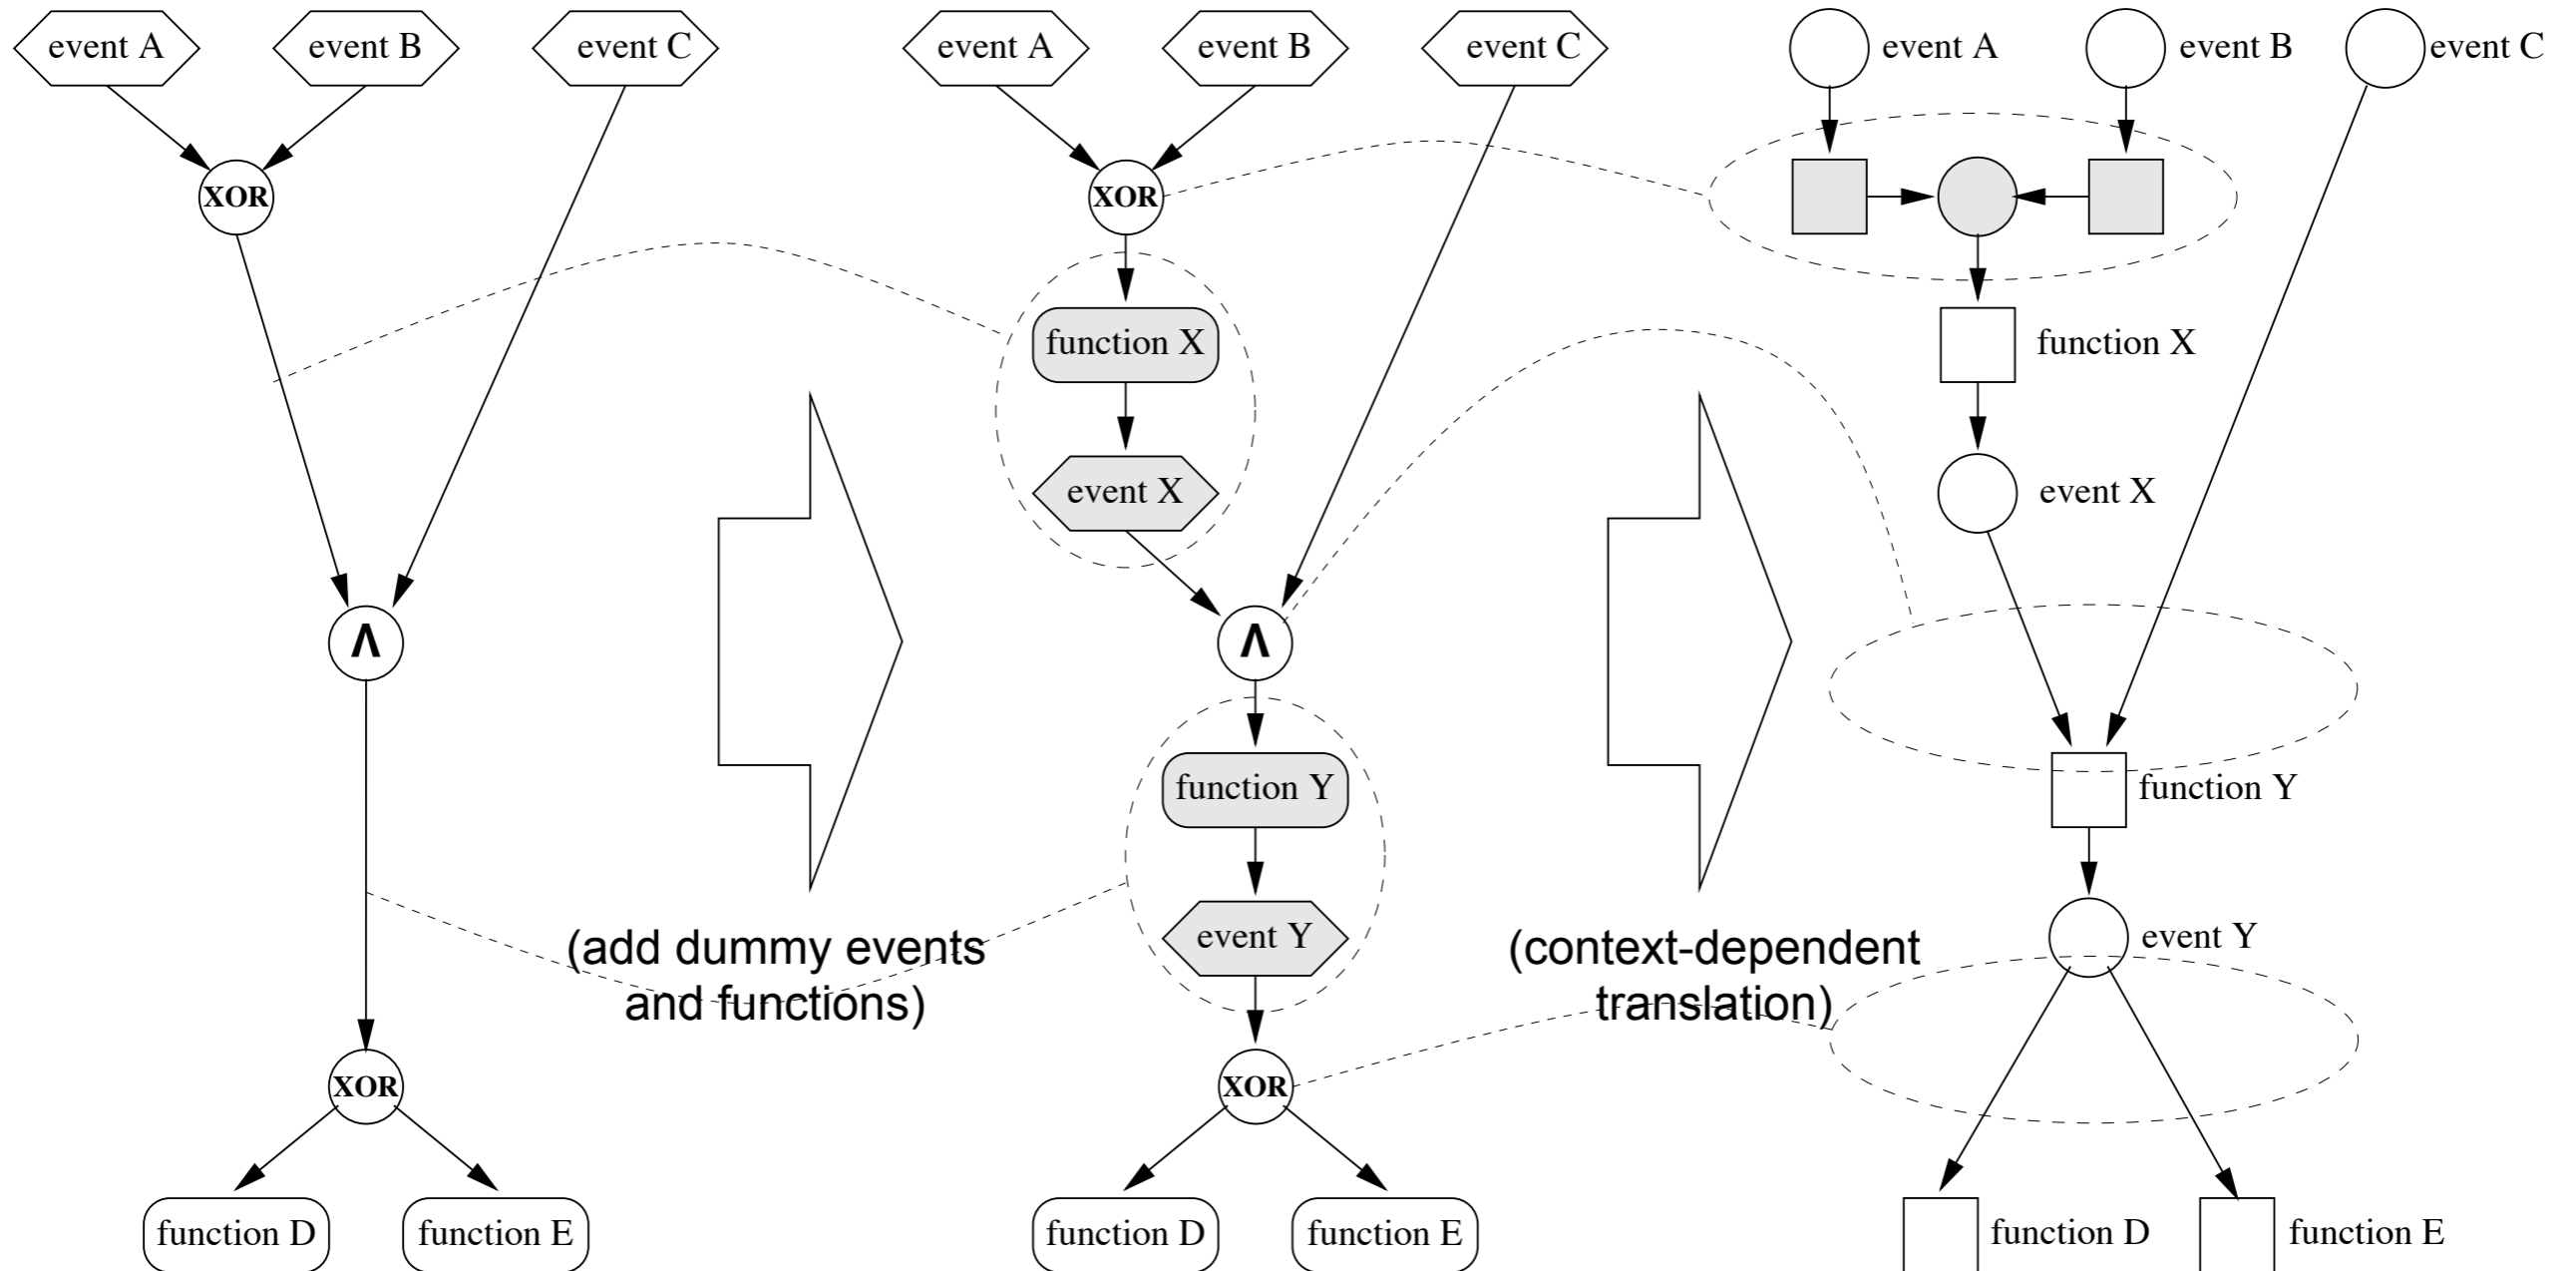 event A
event B
event C
event A
event B
event C
event A
event B
event C
XOR
XOR
function X
function X
event X
event X
Λ
Λ
function Y
function Y
(add dummy events
and functions)
event Y
(context-dependent
translation)
event Y
XOR
XOR
function D
function E
function D
function E
function D
function E